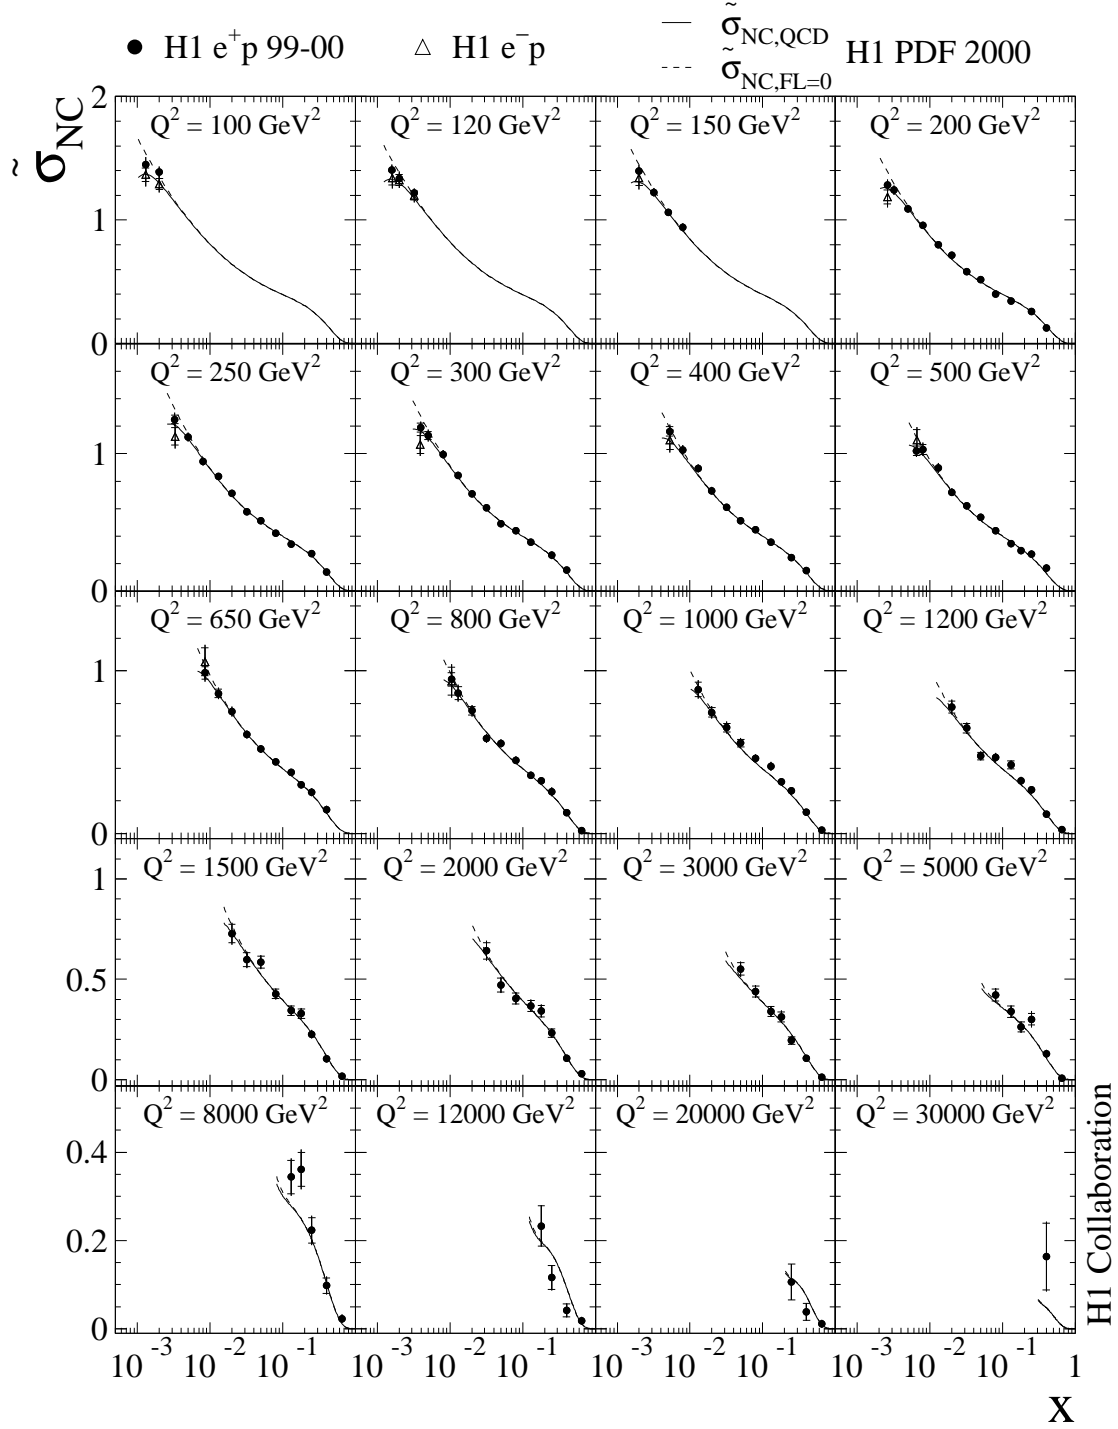 H1 e⁺p 99-00 H1 e⁻p σ̃NC,QCD H1 PDF 2000
σ̃NC,FL=0
σ̃NC
2
Q² = 100 GeV² Q² = 120 GeV² Q² = 150 GeV² Q² = 200 GeV²
1
0
Q² = 250 GeV² Q² = 300 GeV² Q² = 400 GeV² Q² = 500 GeV²
1
0
Q² = 650 GeV² Q² = 800 GeV² Q² = 1000 GeV² Q² = 1200 GeV²
1
0
Q² = 1500 GeV² Q² = 2000 GeV² Q² = 3000 GeV² Q² = 5000 GeV²
1
0.5
0
Q² = 8000 GeV² Q² = 12000 GeV² Q² = 20000 GeV² Q² = 30000 GeV²
0.4
0.2
0
10⁻³ 10⁻² 10⁻¹ 10⁻³ 10⁻² 10⁻¹ 10⁻³ 10⁻² 10⁻¹ 10⁻³ 10⁻² 10⁻¹ 1
x
H1 Collaboration